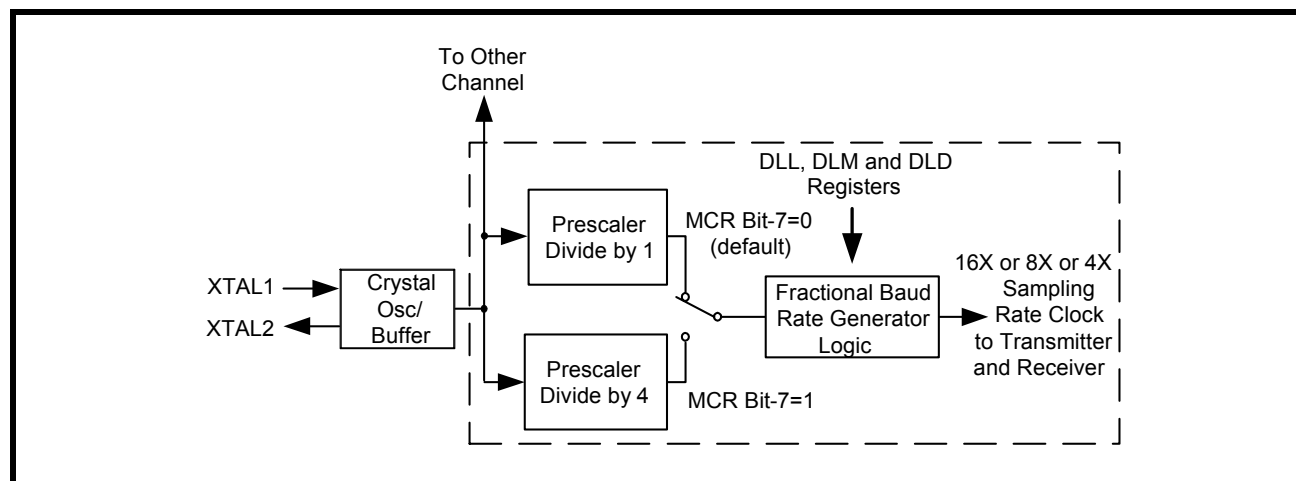 To Other
Channel
DLL, DLM and DLD
Registers
Prescaler
Divide by 1
MCR Bit-7=0
(default)
16X or 8X or 4X
Sampling
Rate Clock
to Transmitter
and Receiver
XTAL1
XTAL2
Crystal
Osc/
Buffer
Fractional Baud
Rate Generator
Logic
Prescaler
Divide by 4
MCR Bit-7=1